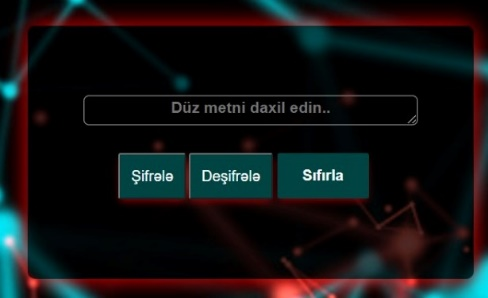 Düz metni daxil edin..
Şifrələ Deşifrələ Sıfırla